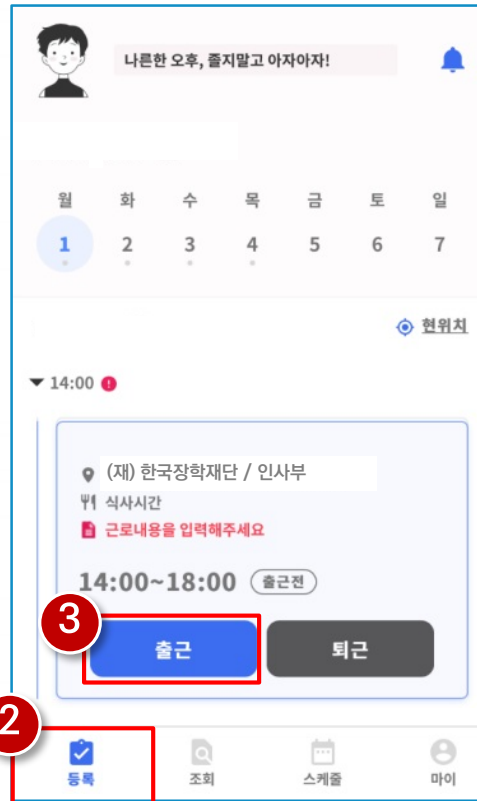 나른한 오후, 졸지말고 아자아자!
월 화 수 목 금 토 일
1 2 3 4 5 6 7
현위치
14:00
(재) 한국장학재단 / 인사부
식사시간
근로내용을 입력해주세요
14:00~18:00 출근전
3
출근 퇴근
2
등록 조회 스케줄 마이